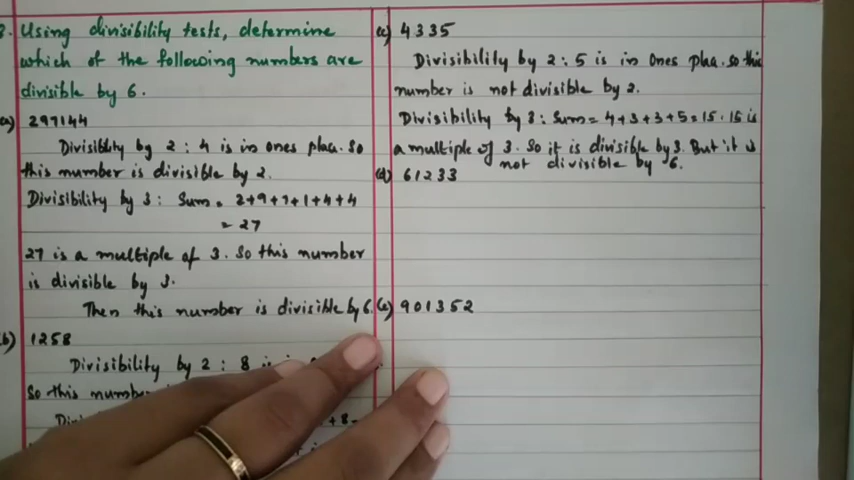 3. Using divisibility tests, determine
which of the following numbers are
divisible by 6.
a) 297144
Divisiblity by 2 : 4 is in ones place. So
this number is divisible by 2.
Divisibility by 3 : Sum = 2+9+7+1+4+4
= 27
27 is a multiple of 3. So this number
is divisible by 3.
Then this number is divisible by 6.
b) 1258
Divisibility by 2 : 8 is in
So this number
+8
(c) 4335
Divisibility by 2 : 5 is in Ones place. so this
number is not divisible by 2.
Divisibility by 3 : Sum = 4+3+3+5=15. 15 is
a multiple of 3. So it is divisible by 3. But it is
not divisible by 6.
(d) 61233
(e) 901352